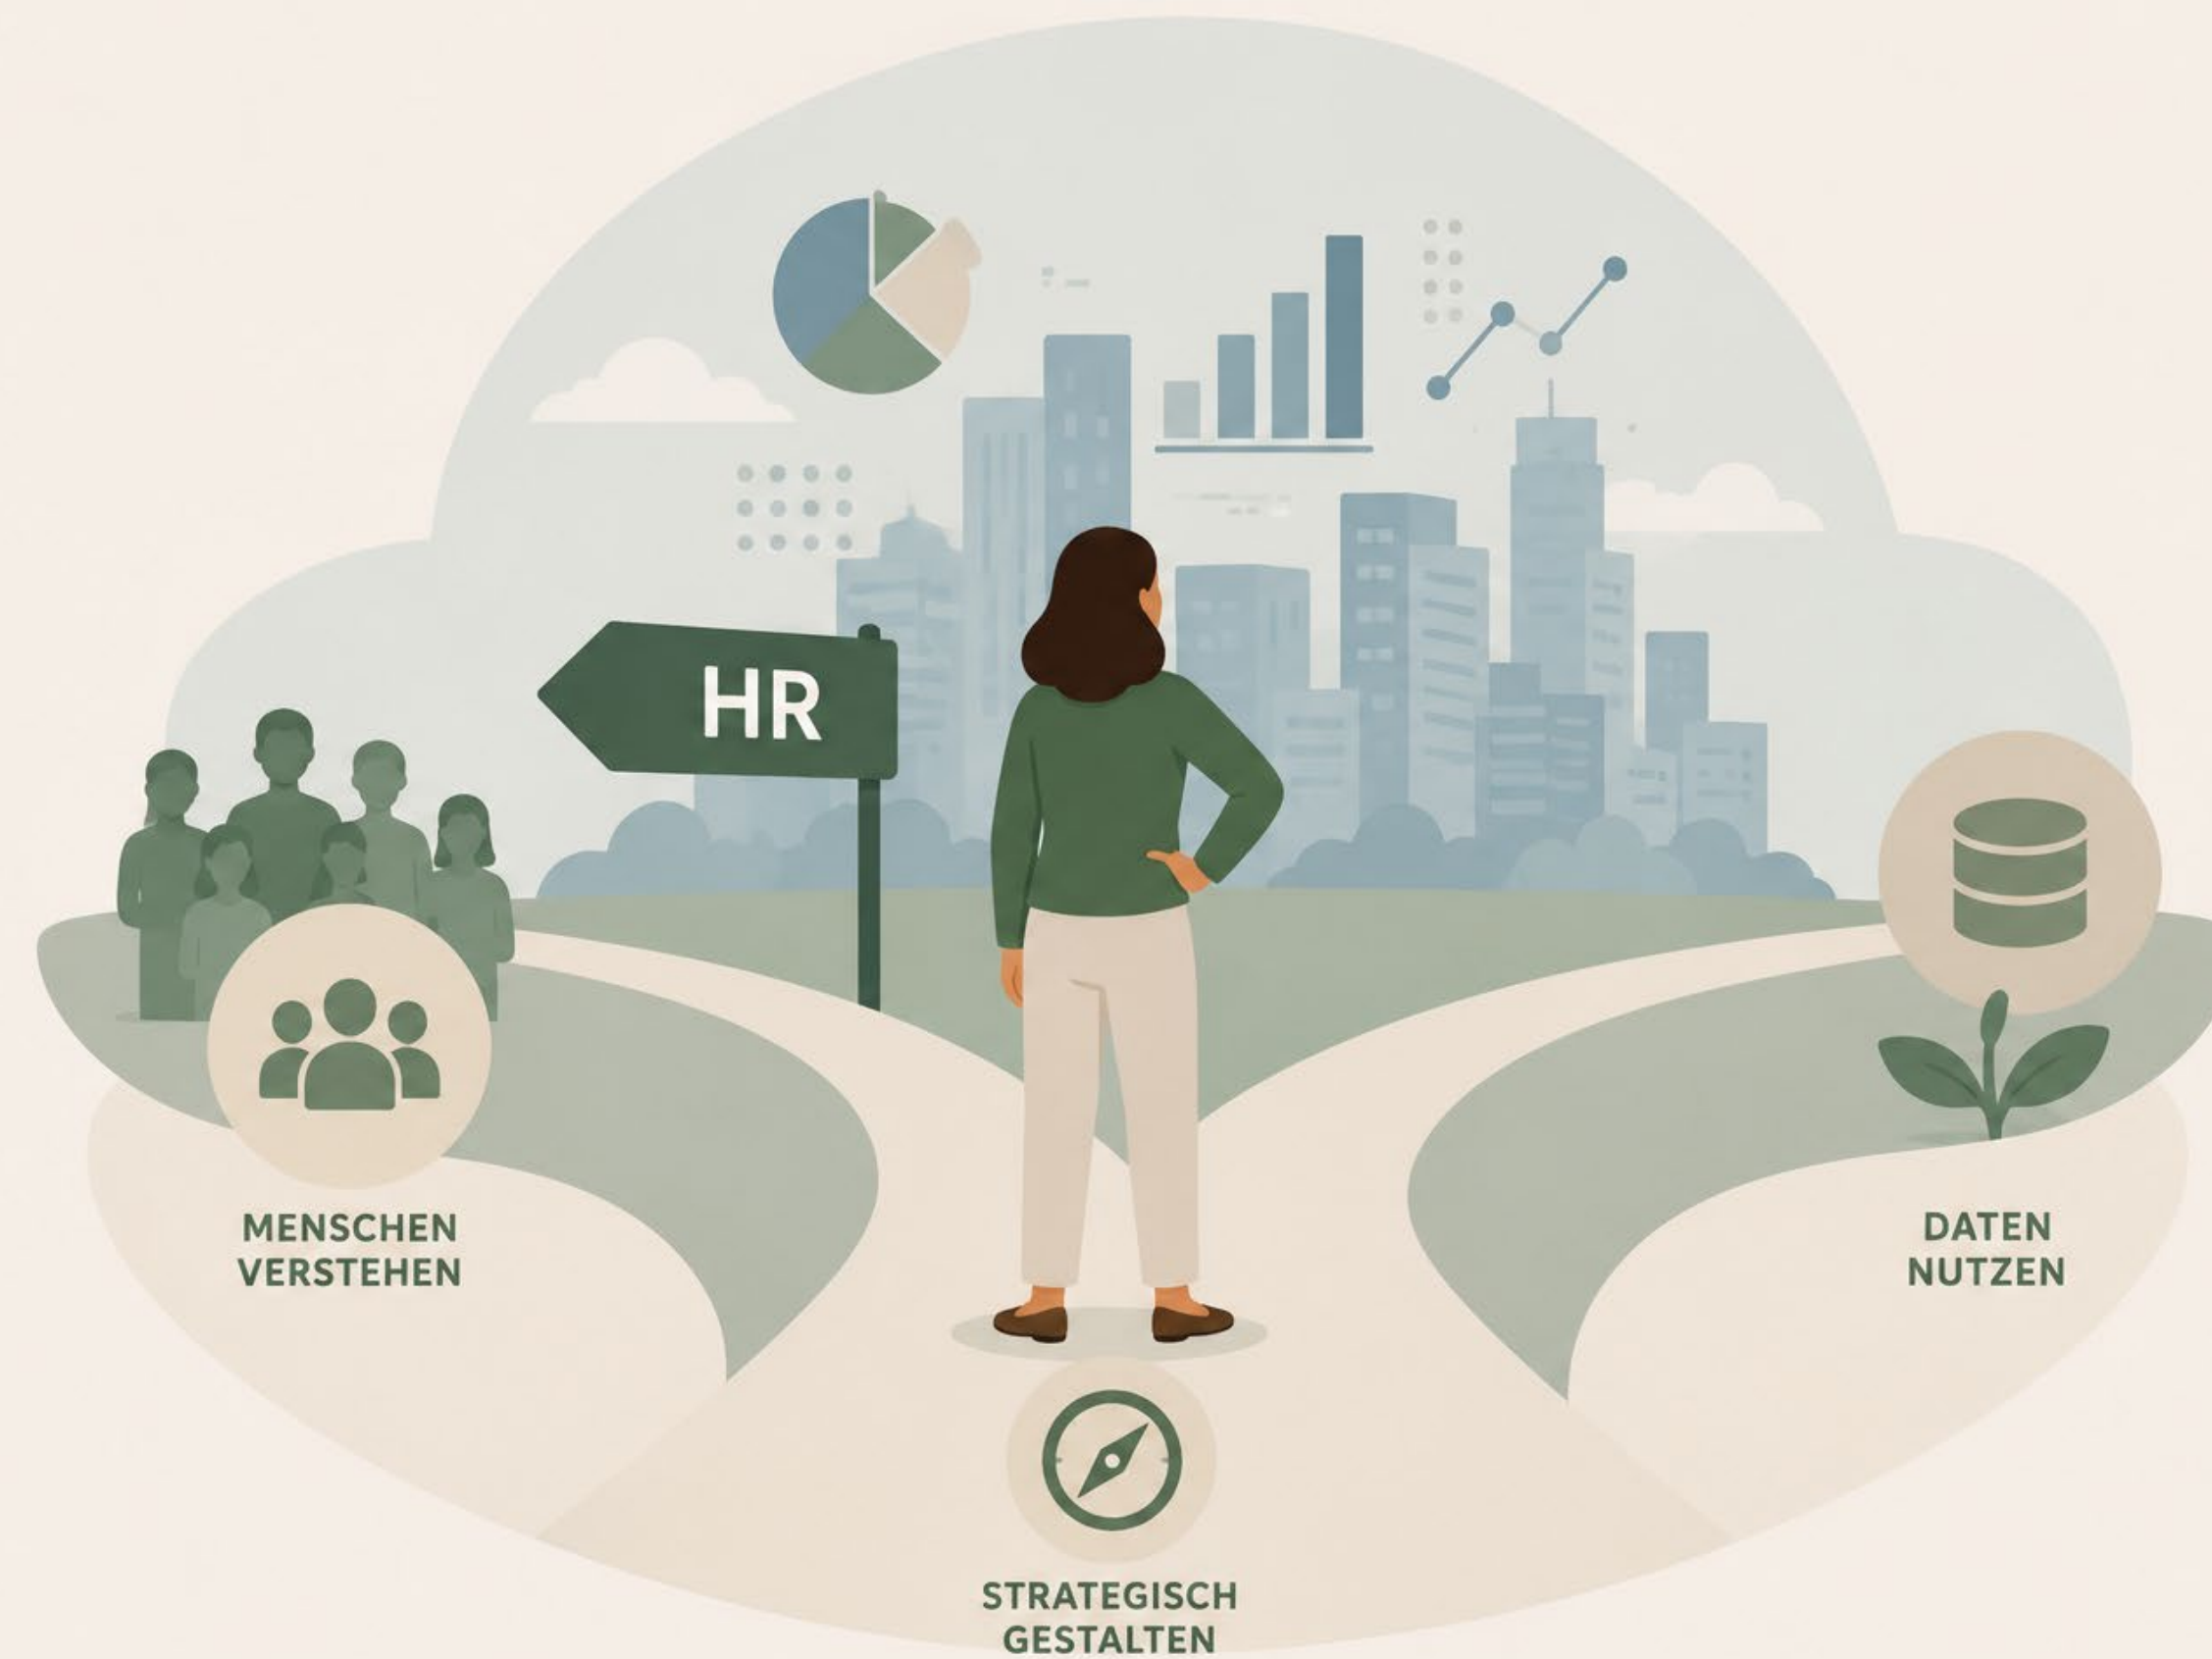 HR
MENSCHEN
VERSTEHEN
DATEN
NUTZEN
STRATEGISCH
GESTALTEN